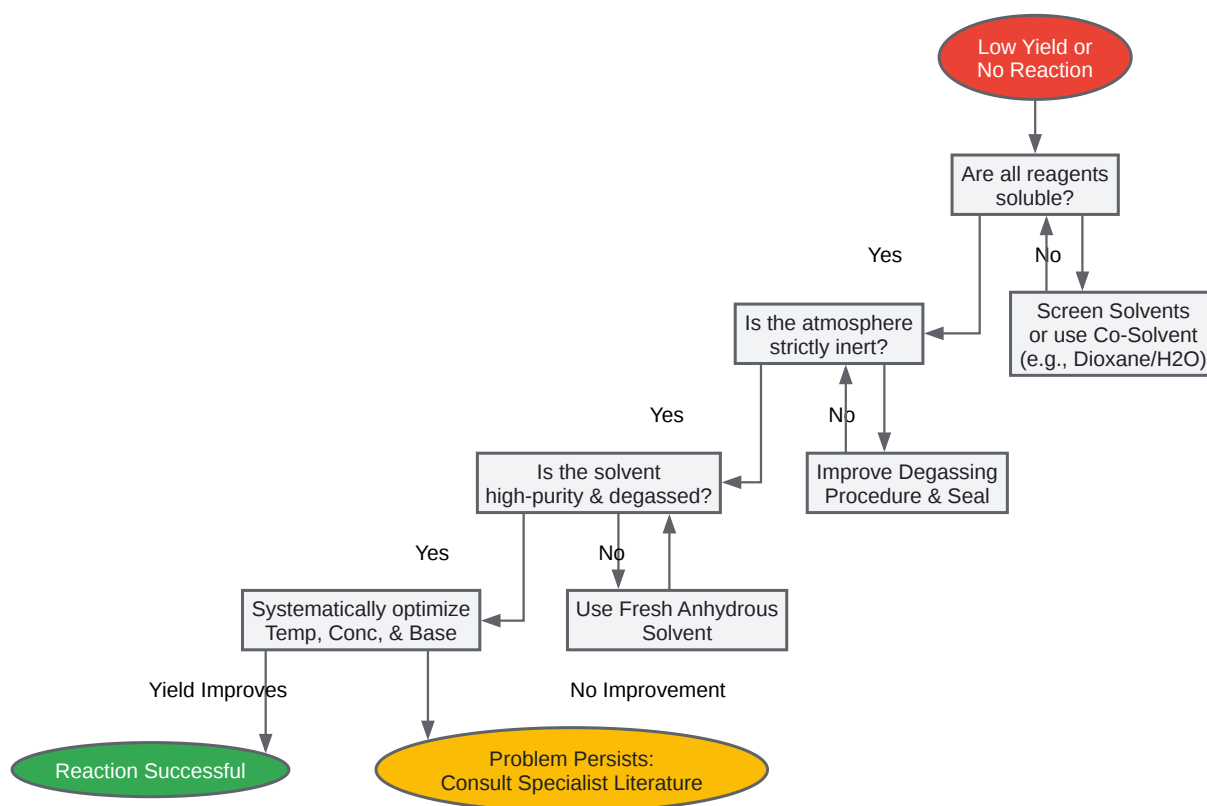 Low Yield or
No Reaction
Are all reagents
soluble?
Yes
No
Screen Solvents
or use Co-Solvent
(e.g., Dioxane/H2O)
Is the atmosphere
strictly inert?
Yes
No
Improve Degassing
Procedure & Seal
Is the solvent
high-purity & degassed?
Yes
No
Use Fresh Anhydrous
Solvent
Systematically optimize
Temp, Conc, & Base
Yield Improves
No Improvement
Reaction Successful
Problem Persists:
Consult Specialist Literature